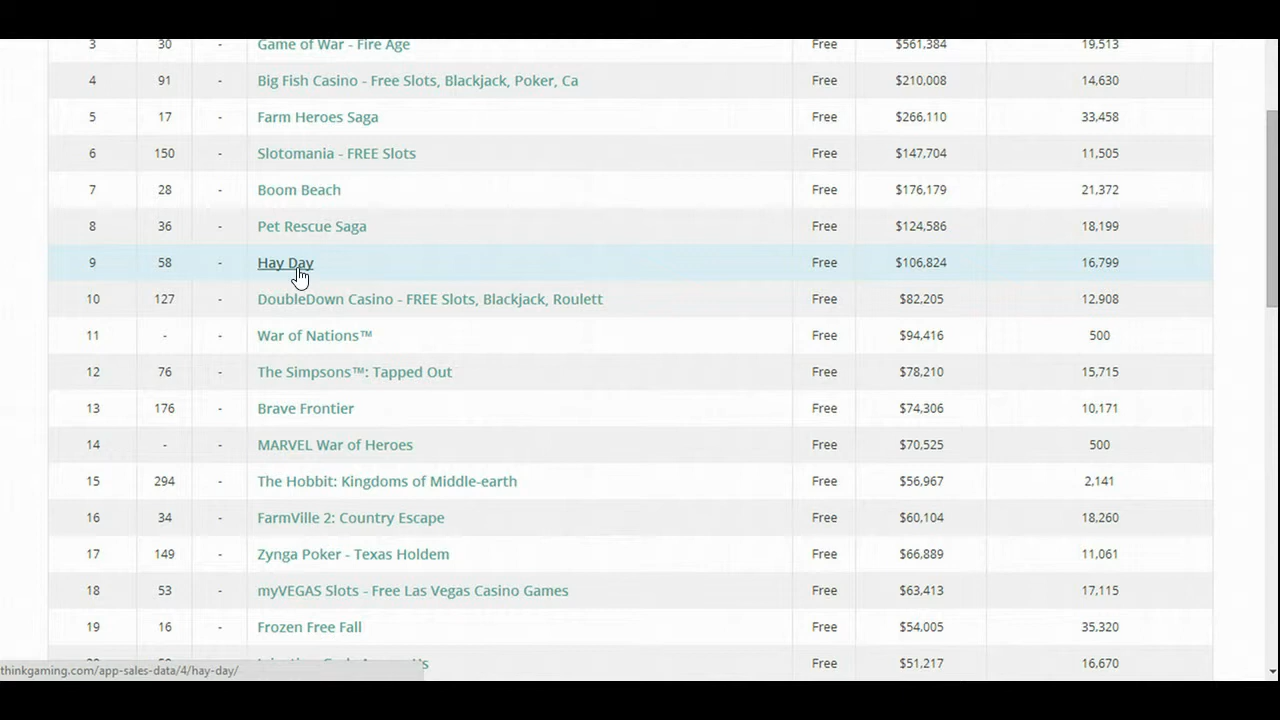 3 30 - Game of War - Fire Age Free $561,384 19,513
4 91 - Big Fish Casino - Free Slots, Blackjack, Poker, Ca Free $210,008 14,630
5 17 - Farm Heroes Saga Free $266,110 33,458
6 150 - Slotomania - FREE Slots Free $147,704 11,505
7 28 - Boom Beach Free $176,179 21,372
8 36 - Pet Rescue Saga Free $124,586 18,199
9 58 - Hay Day Free $106,824 16,799
10 127 - DoubleDown Casino - FREE Slots, Blackjack, Roulett Free $82,205 12,908
11 - - War of Nations™ Free $94,416 500
12 76 - The Simpsons™: Tapped Out Free $78,210 15,715
13 176 - Brave Frontier Free $74,306 10,171
14 - - MARVEL War of Heroes Free $70,525 500
15 294 - The Hobbit: Kingdoms of Middle-earth Free $56,967 2,141
16 34 - FarmVille 2: Country Escape Free $60,104 18,260
17 149 - Zynga Poker - Texas Holdem Free $66,889 11,061
18 53 - myVEGAS Slots - Free Las Vegas Casino Games Free $63,413 17,115
19 16 - Frozen Free Fall Free $54,005 35,320
Free $51,217 16,670
thinkgaming.com/app-sales-data/4/hay-day/